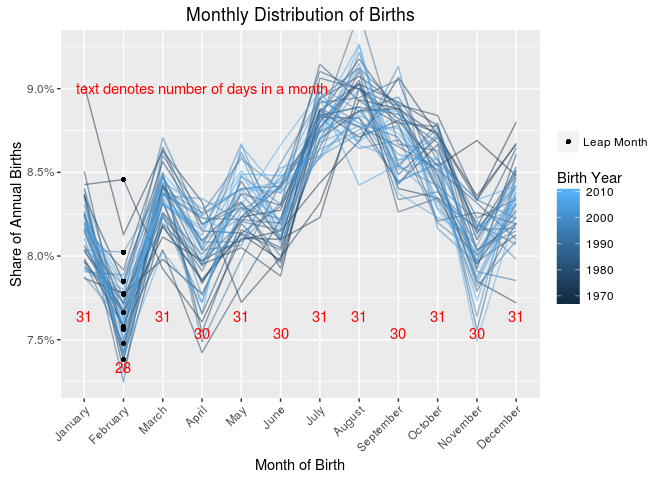 Monthly Distribution of Births
Share of Annual Births
9.0%
8.5%
8.0%
7.5%
text denotes number of days in a month
31
28
31
30
31
30
31
31
30
31
30
31
January
February
March
April
May
June
July
August
September
October
November
December
Month of Birth
Leap Month
Birth Year
2010
2000
1990
1980
1970